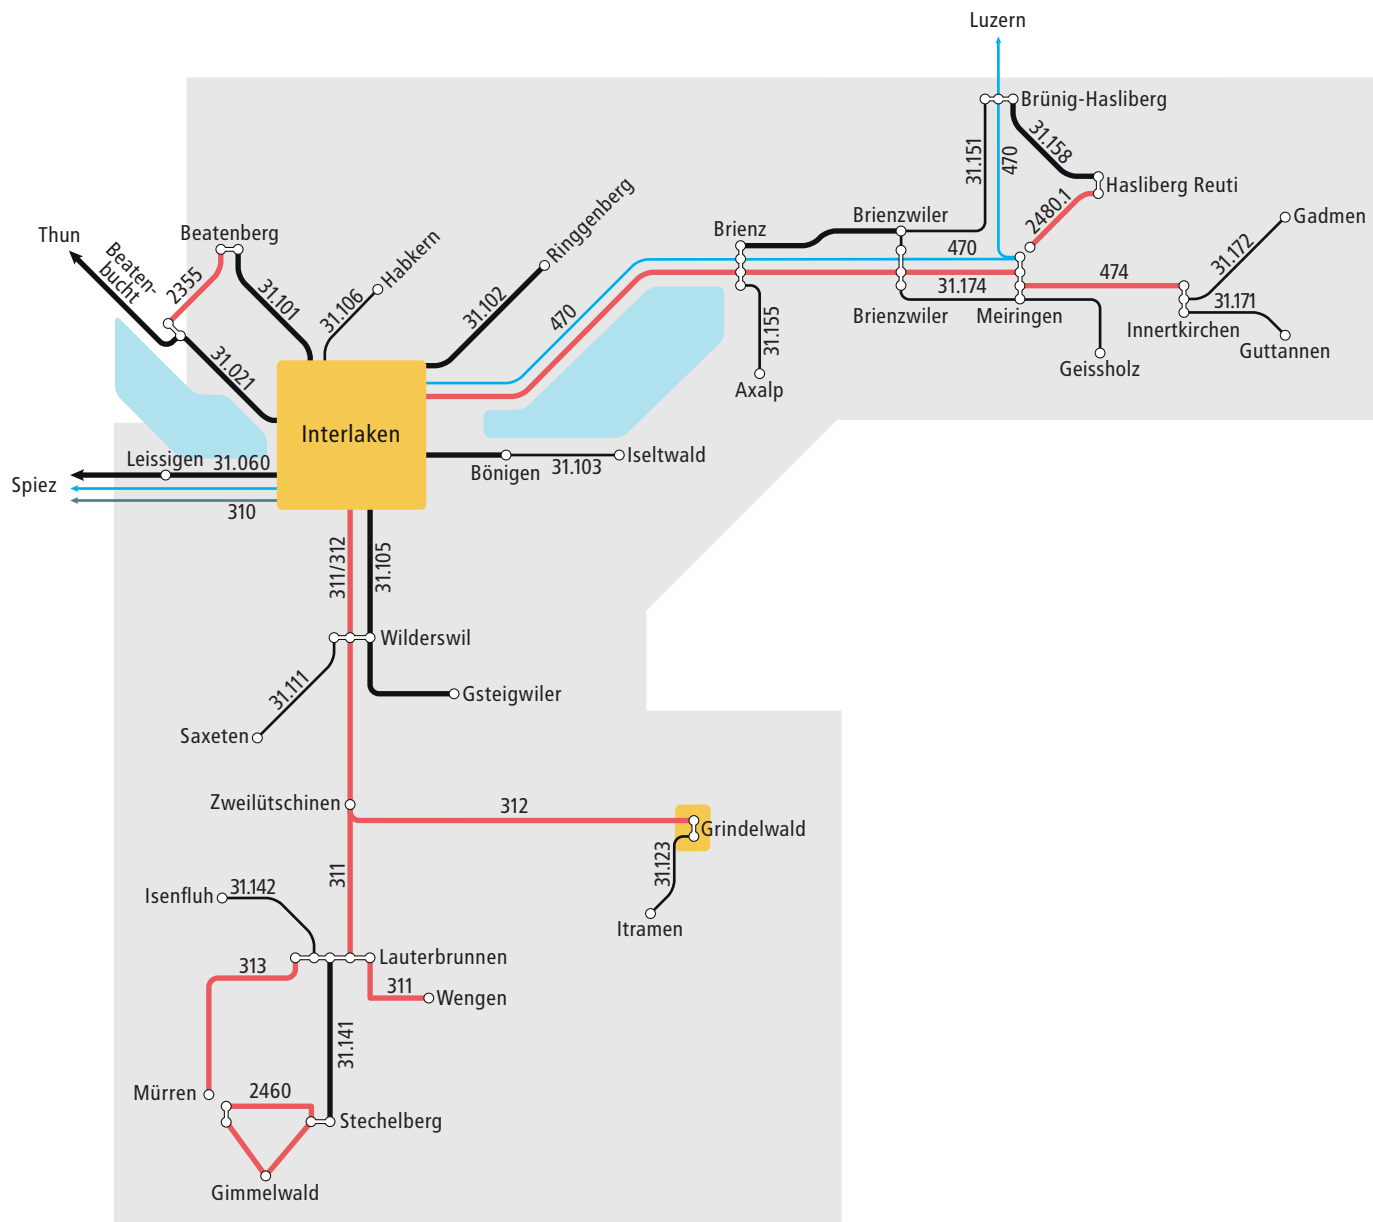 Luzern
Brünig-Hasliberg
31.151
470
31.158
Hasliberg Reuti
2480.1
Gadmen
31.172
Thun
Beaten-
bucht
2355
Beatenberg
31.101
31.106
Habkern
31.102
Ringgenberg
470
Brienz
Brienzwiler
470
474
31.171
31.174
Brienzwiler
Meiringen
Innertkirchen
Guttannen
Geissholz
31.155
Axalp
31.021
Interlaken
Leissigen
31.060
Spiez
310
Bönigen
31.103
Iseltwald
311/312
31.105
Wilderswil
31.111
Gsteigwiler
Saxeten
Zweilütschinen
312
Grindelwald
31.123
Itramen
311
Isenfluh
31.142
Lauterbrunnen
313
311
Wengen
31.141
Mürren
2460
Stechelberg
Gimmelwald